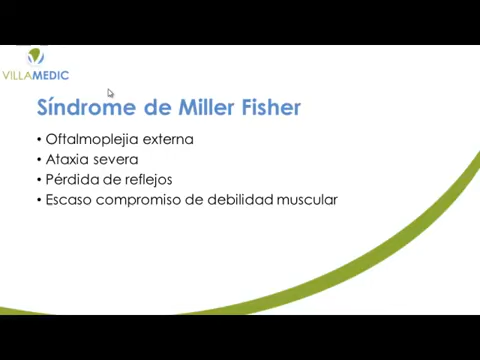 VILLAMEDIC
Síndrome de Miller Fisher
• Oftalmoplejia externa
• Ataxia severa
• Pérdida de reflejos
• Escaso compromiso de debilidad muscular